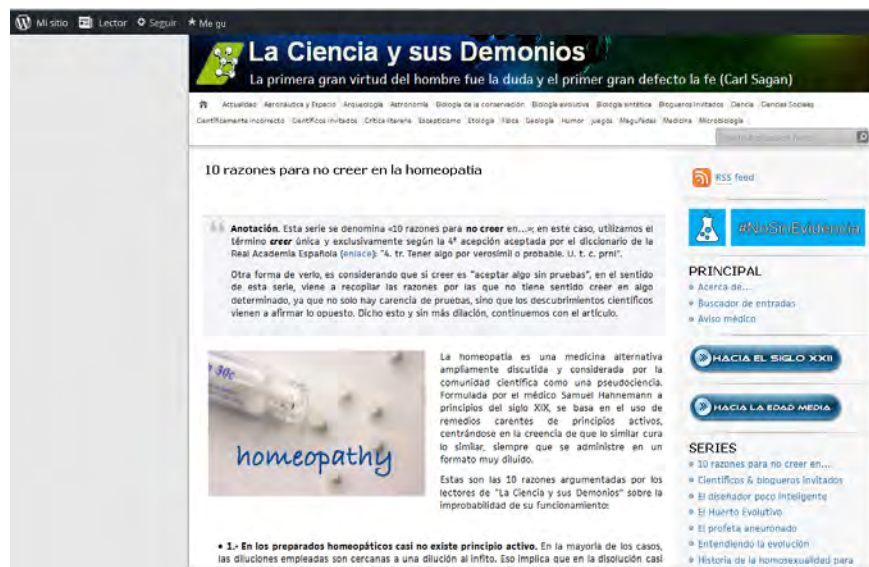 Mi sitio Lector Seguir Me gu
La Ciencia y sus Demonios
La primera gran virtud del hombre fue la duda y el primer gran defecto la fe (Carl Sagan)
Actualidad Aeronáutica y Espacio Arqueología Astronomía Biología de la conservación Biología evolutiva Biología sintética Blogueros Invitados Ciencia Ciencias Sociales
Científicamente incorrecto Científicos invitados Crítica literaria Escepticismo Etología Física Geología Humor juegos Magufadas Medicina Microbiología
10 razones para no creer en la homeopatía
Anotación. Esta serie se denomina «10 razones para no creer en...»; en este caso, utilizamos el
término creer única y exclusivamente según la 4ª acepción aceptada por el diccionario de la
Real Academia Española (enlace): "4. tr. Tener algo por verosímil o probable. U. t. c. prnl".
Otra forma de verlo, es considerando que si creer es "aceptar algo sin pruebas", en el sentido
de esta serie, viene a recopilar las razones por las que no tiene sentido creer en algo
determinado, ya que no solo hay carencia de pruebas, sino que los descubrimientos científicos
vienen a afirmar lo opuesto. Dicho esto y sin más dilación, continuemos con el artículo.
30c
homeopathy
La homeopatía es una medicina alternativa
ampliamente discutida y considerada por la
comunidad científica como una pseudociencia.
Formulada por el médico Samuel Hahnemann a
principios del siglo XIX, se basa en el uso de
remedios carentes de principios activos,
centrándose en la creencia de que lo similar cura
lo similar, siempre que se administre en un
formato muy diluido.
Estas son las 10 razones argumentadas por los
lectores de "La Ciencia y sus Demonios" sobre la
improbabilidad de su funcionamiento:
• 1.- En los preparados homeopáticos casi no existe principio activo. En la mayoría de los casos,
las diluciones empleadas son cercanas a una dilución al infito. Eso implica que en la disolución casi
RSS feed
#NoSinEvidencia
PRINCIPAL
Acerca de...
Buscador de entradas
Aviso médico
HACIA EL SIGLO XXII
HACIA LA EDAD MEDIA
SERIES
10 razones para no creer en...
Científicos & blogueros invitados
El diseñador poco inteligente
El Huerto Evolutivo
El profeta aneuronado
Entendiendo la evolución
Historia de la homosexualidad para